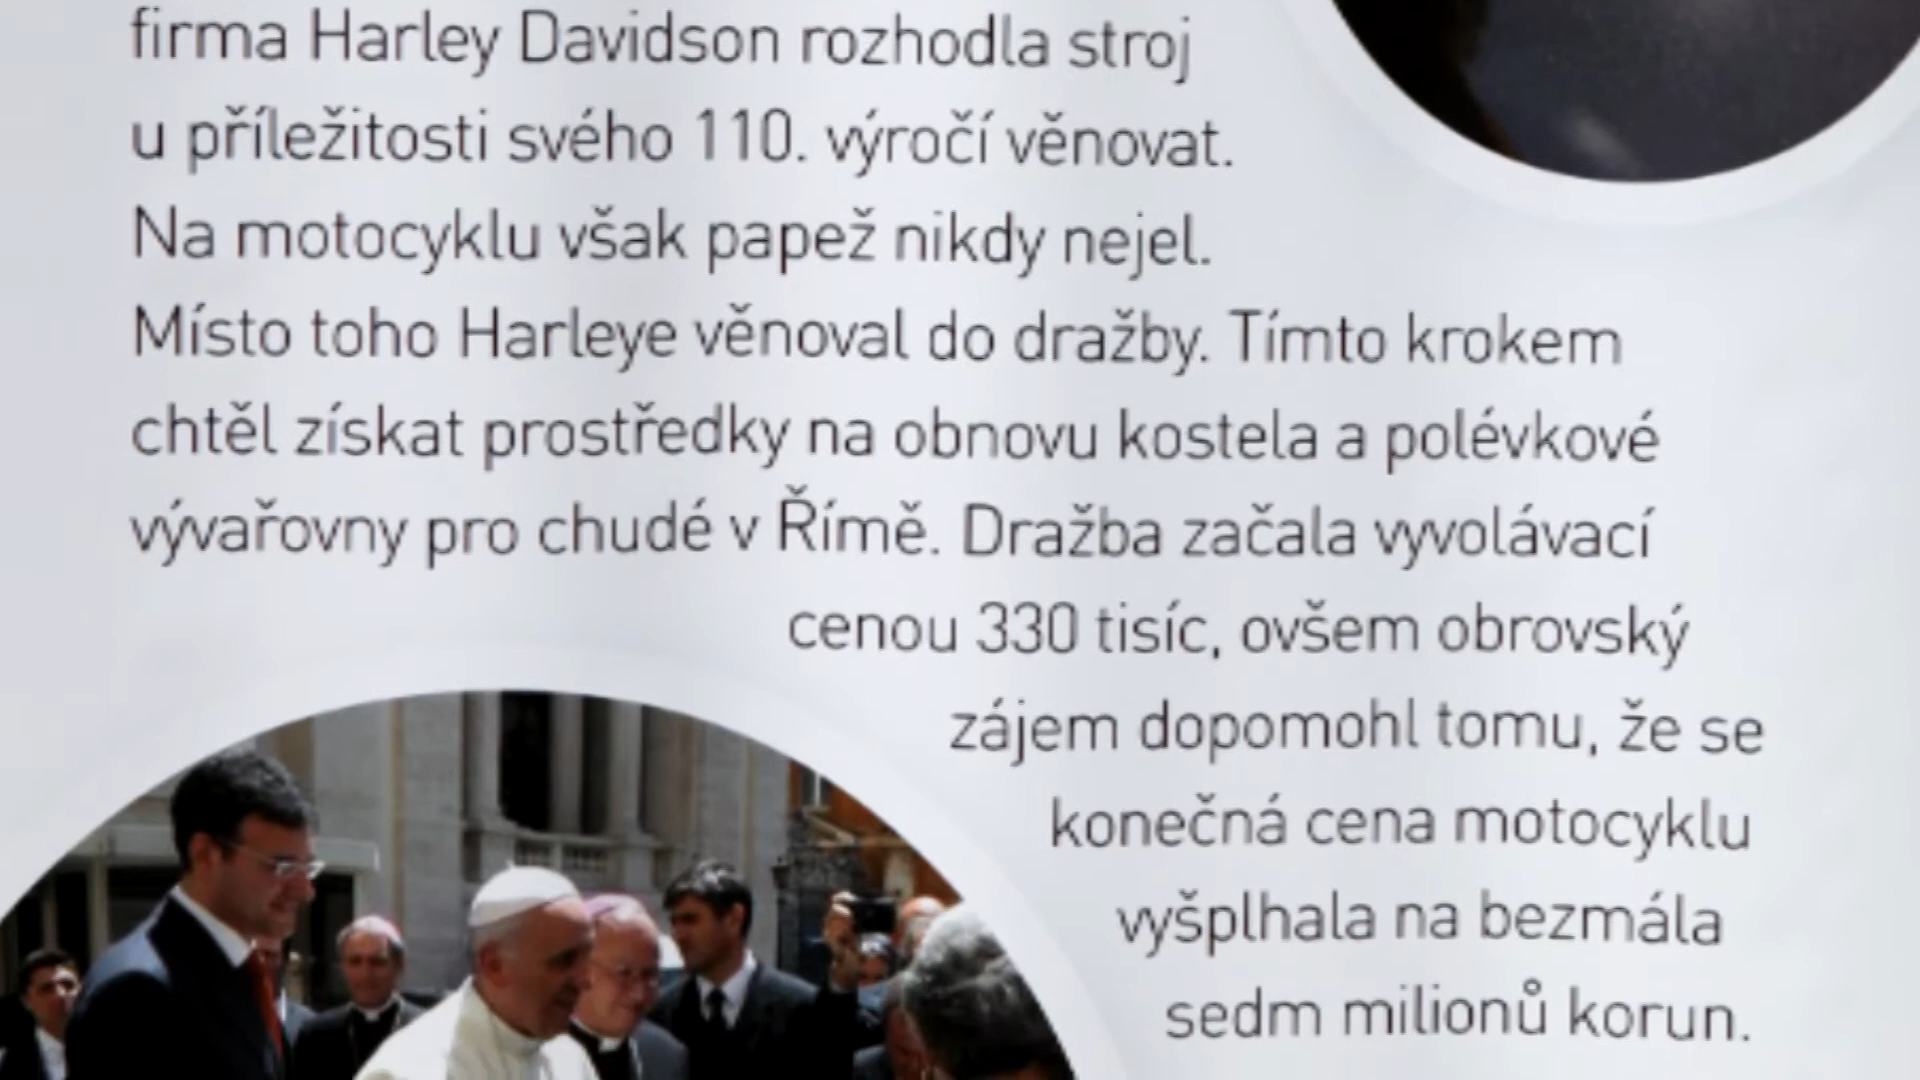 firma Harley Davidson rozhodla stroj
u příležitosti svého 110. výročí věnovat.
Na motocyklu však papež nikdy nejel.
Místo toho Harleye věnoval do dražby. Tímto krokem
chtěl získat prostředky na obnovu kostela a polévkové
vývařovny pro chudé v Římě. Dražba začala vyvolávací
cenou 330 tisíc, ovšem obrovský
zájem dopomohl tomu, že se
konečná cena motocyklu
vyšplhala na bezmála
sedm milionů korun.